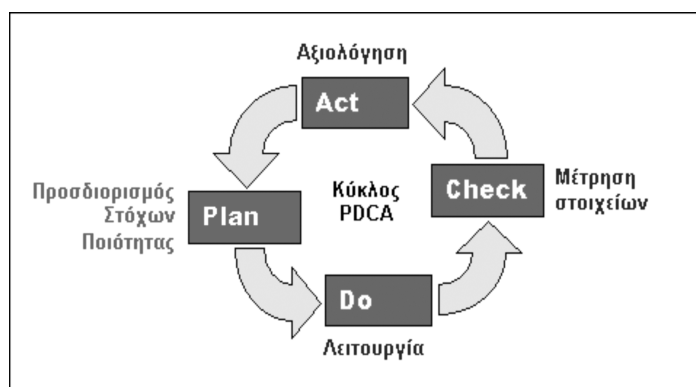 Αξιολόγηση
Act
Προσδιορισμός
Στόχων
Ποιότητας
Plan
Κύκλος
PDCA
Check
Μέτρηση
στοιχείων
Do
Λειτουργία